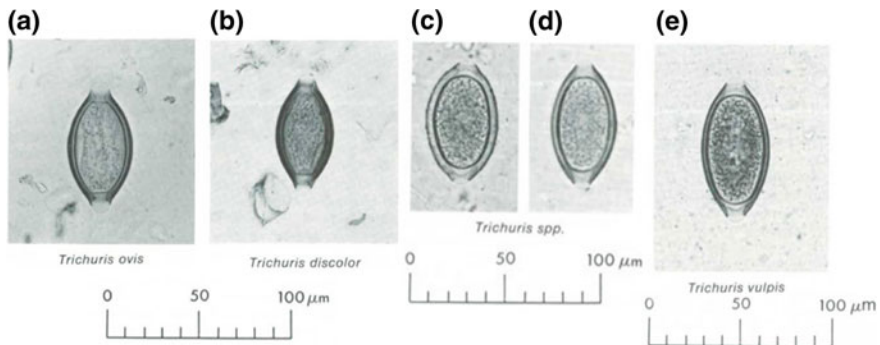 (a) (b) (c) (d) (e)
Trichuris ovis
Trichuris discolor
Trichuris spp.
Trichuris vulpis
0 50 100 μm
0 50 100 μm
0 50 100 μm